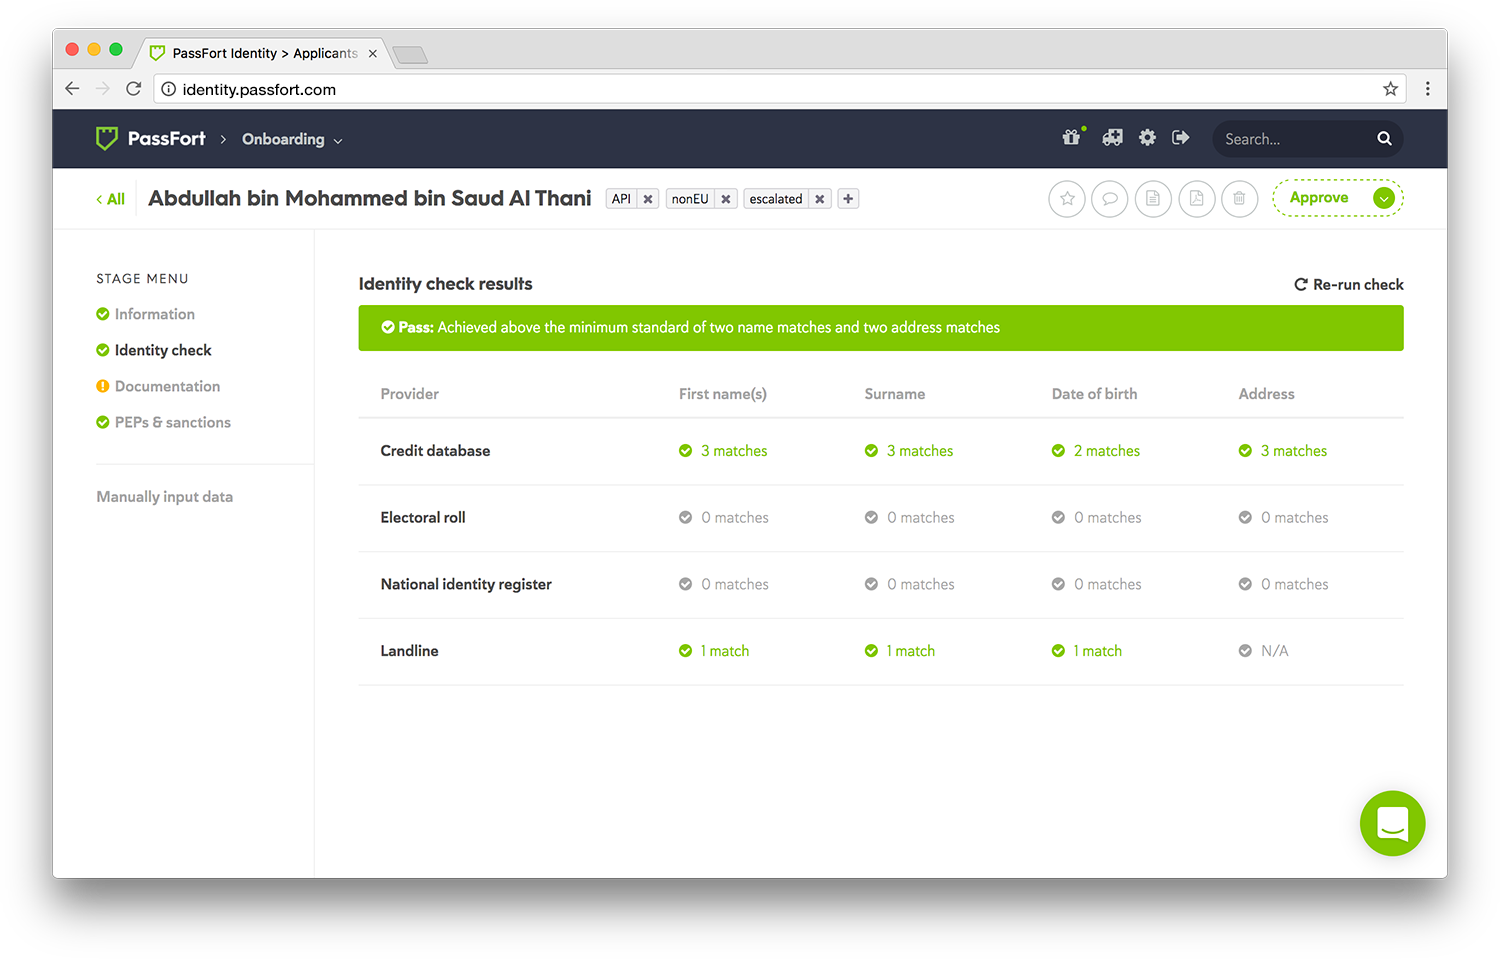 PassFort Identity > Applicants
identity.passfort.com
PassFort > Onboarding
Search...
< All
Abdullah bin Mohammed bin Saud Al Thani
API × nonEU × escalated × +
Approve
STAGE MENU
Information
Identity check
Documentation
PEPs & sanctions
Manually input data
Identity check results
Re-run check
Pass: Achieved above the minimum standard of two name matches and two address matches
Provider First name(s) Surname Date of birth Address
Credit database 3 matches 3 matches 2 matches 3 matches
Electoral roll 0 matches 0 matches 0 matches 0 matches
National identity register 0 matches 0 matches 0 matches 0 matches
Landline 1 match 1 match 1 match N/A